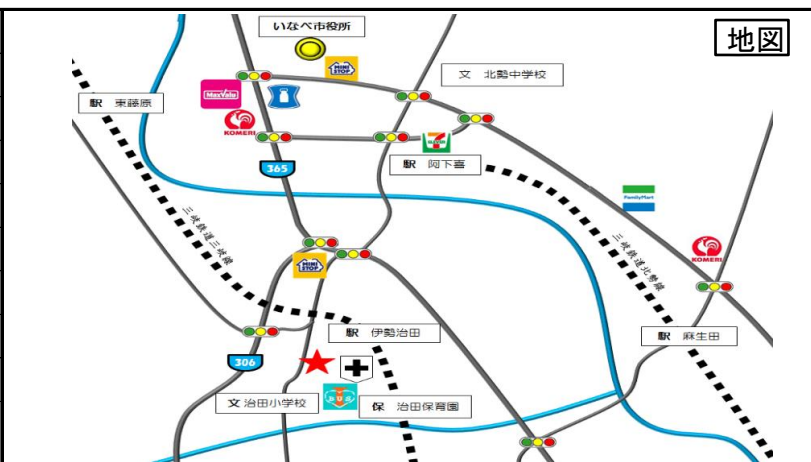 地図
いなべ市役所
MINI STOP
文 北勢中学校
MaxValu
駅 東藤原
KOMERI
駅 阿下喜
365
FamilyMart
三岐鉄道三岐線
三岐鉄道北勢線
KOMERI
MINI STOP
駅 伊勢治田
駅 麻生田
306
BUS
文 治田小学校
保 治田保育園